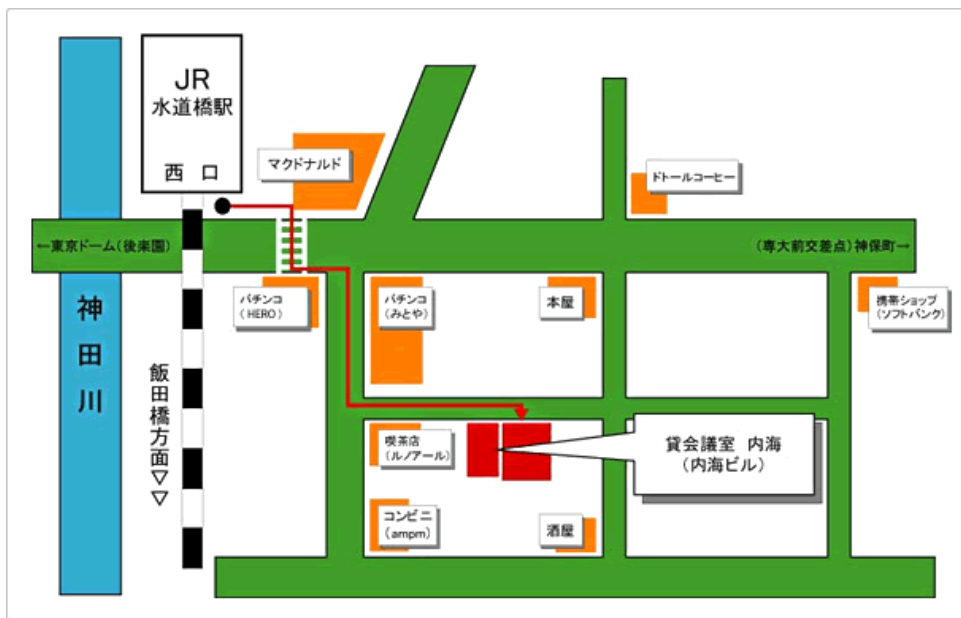 JR
水道橋駅
西 口
マクドナルド
ドトールコーヒー
←東京ドーム(後楽園)
(専大前交差点)神保町→
神田川
パチンコ
(HERO)
パチンコ
(みとや)
本屋
携帯ショップ
(ソフトバンク)
飯田橋方面▽▽
喫茶店
(ルノアール)
貸会議室 内海
(内海ビル)
コンビニ
(ampm)
酒屋